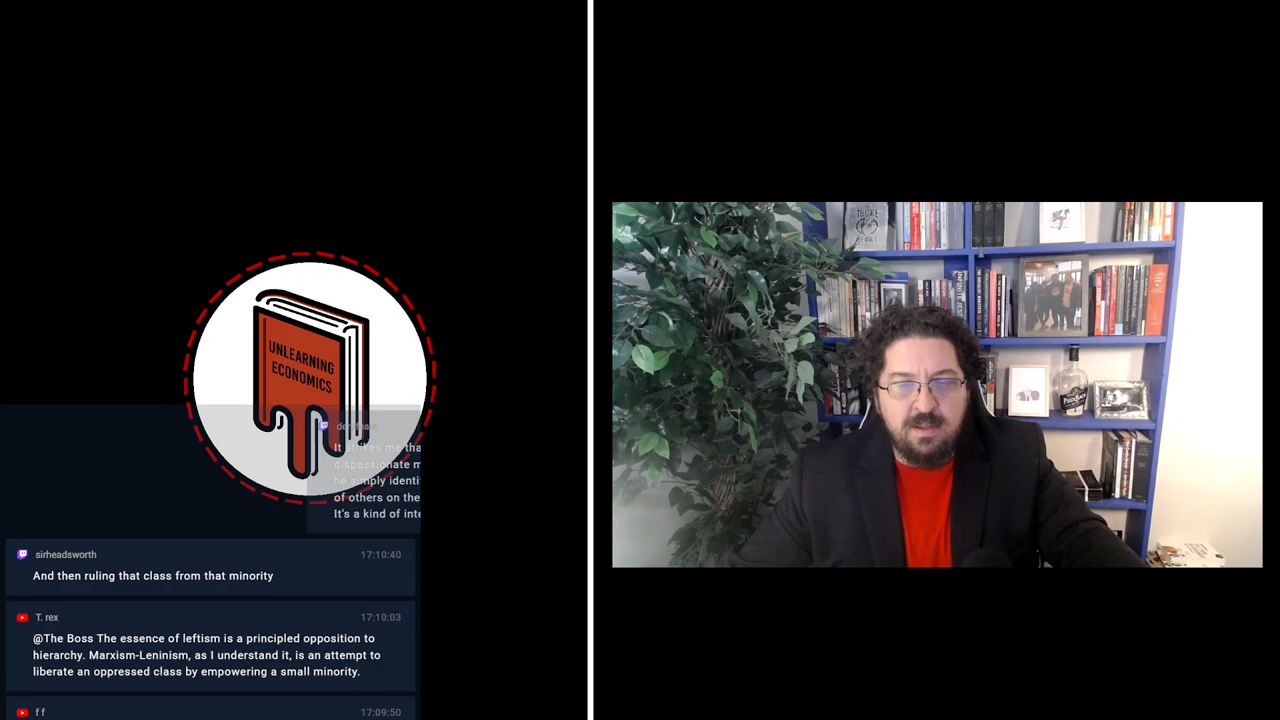 UNLEARNING
ECONOMICS
It strikes me tha
dispassionate m
he simply identi
of others on the
It's a kind of inte
sirheadsworth 17:10:40
And then ruling that class from that minority
T. rex 17:10:03
@The Boss The essence of leftism is a principled opposition to
hierarchy. Marxism-Leninism, as I understand it, is an attempt to
liberate an oppressed class by empowering a small minority.
f f 17:09:50